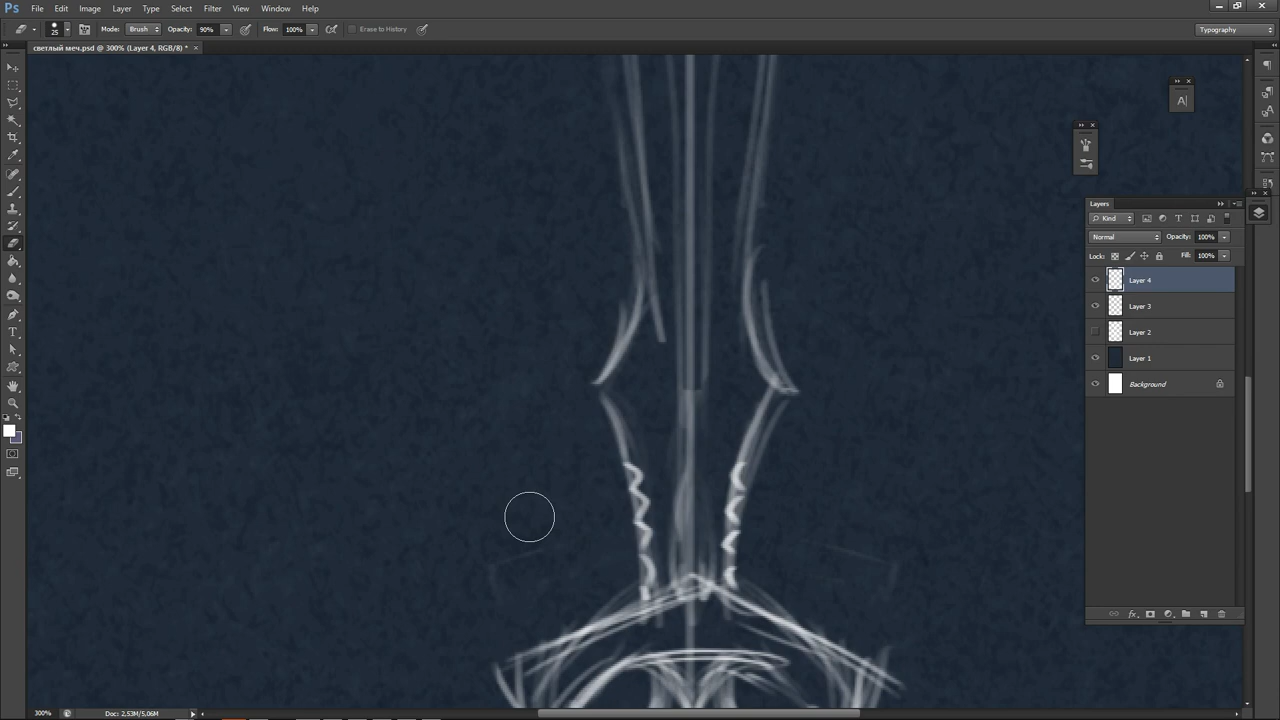 Ps File Edit Image Layer Type Select Filter View Window Help
25 Mode: Brush Opacity: 90% Flow: 100% Erase to History Typography
светлый меч.psd @ 300% (Layer 4, RGB/8) * ×
A
Layers
Kind
Normal Opacity: 100%
Lock: Fill: 100%
Layer 4
Layer 3
Layer 2
Layer 1
Background
fx
300% Doc: 2,53M/5,06M